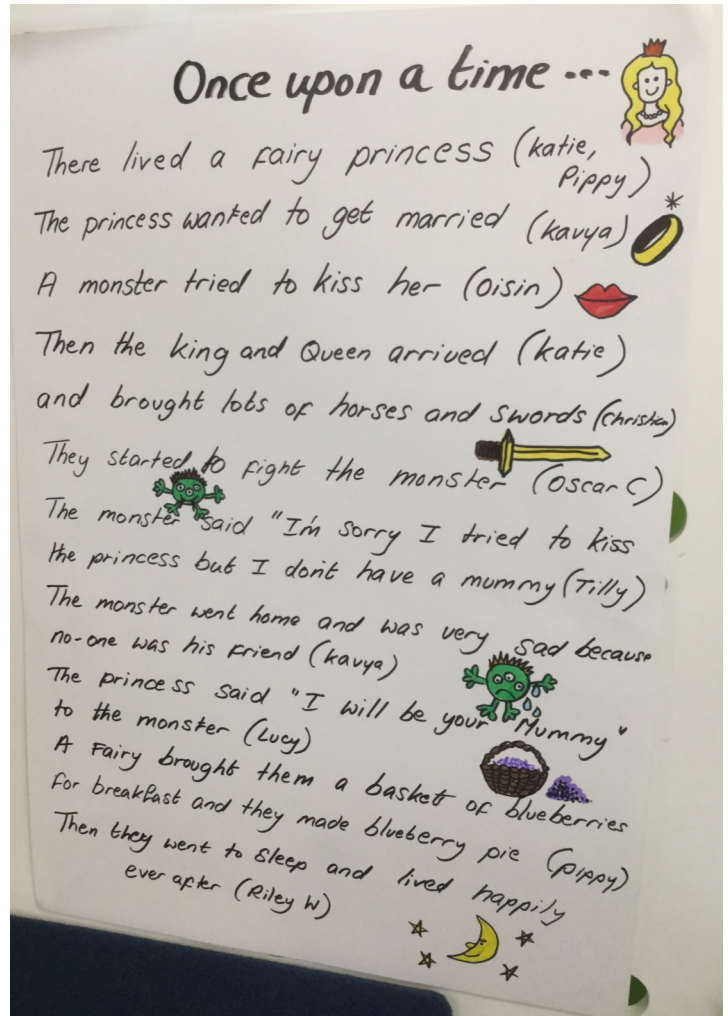 Once upon a time ...
There lived a fairy princess (katie,
Pippy)
The princess wanted to get married (kavya)
A monster tried to kiss her (Oisin)
Then the king and Queen arrived (katie)
and brought lots of horses and swords (Christian)
They started to fight the monster (Oscar C)
The monster said "I'm sorry I tried to kiss
the princess but I don't have a mummy (Tilly)
The monster went home and was very sad because
no-one was his friend (kavya)
The princess said "I will be your Mummy"
to the monster (Lucy)
A fairy brought them a basket of blueberries
for breakfast and they made blueberry pie (pippy)
Then they went to sleep and lived happily
ever after (Riley W)